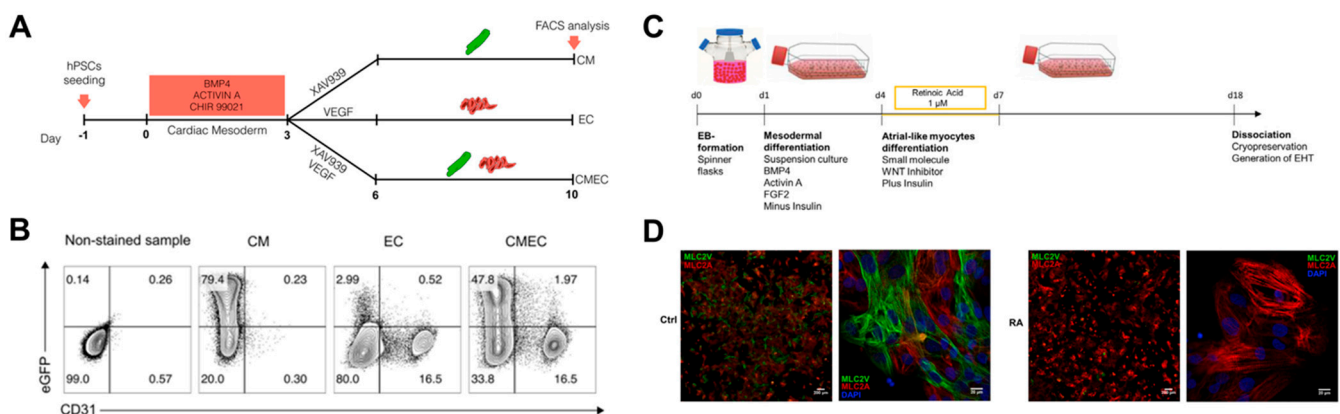 A
hPSCs
seeding
BMP4
ACTIVIN A
CHIR 99021
Cardiac Mesoderm
Day
-1
0
3
6
10
XAV939
VEGF
XAV939
VEGF
FACS analysis
CM
EC
CMEC
B
Non-stained sample
CM
EC
CMEC
0.14
0.26
99.0
0.57
79.4
0.23
20.0
0.30
2.99
0.52
80.0
16.5
47.8
1.97
33.8
16.5
eGFP
CD31
C
d0
d1
d4
d7
d18
Retinoic Acid
1 µM
EB-
formation
Spinner
flasks
Mesodermal
differentiation
Suspension culture
BMP4
Activin A
FGF2
Minus Insulin
Atrial-like myocytes
differentiation
Small molecule
WNT Inhibitor
Plus Insulin
Dissociation
Cryopreservation
Generation of EHT
D
Ctrl
MLC2V
MLC2A
MLC2V
MLC2A
DAPI
20 µm
RA
MLC2V
MLC2A
MLC2V
MLC2A
DAPI
20 µm